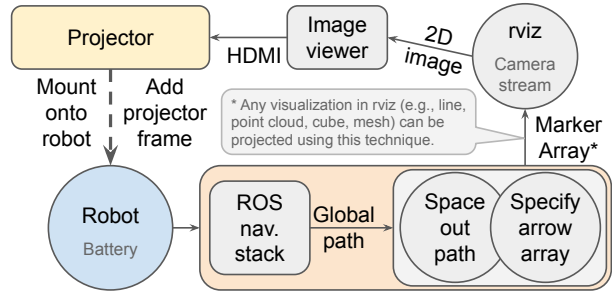 Projector
HDMI
Image
viewer
2D
image
rviz
Camera
stream
Mount
onto
robot
Add
projector
frame
* Any visualization in rviz (e.g., line,
point cloud, cube, mesh) can be
projected using this technique.
Marker
Array*
Robot
Battery
ROS
nav.
stack
Global
path
Space
out
path
Specify
arrow
array